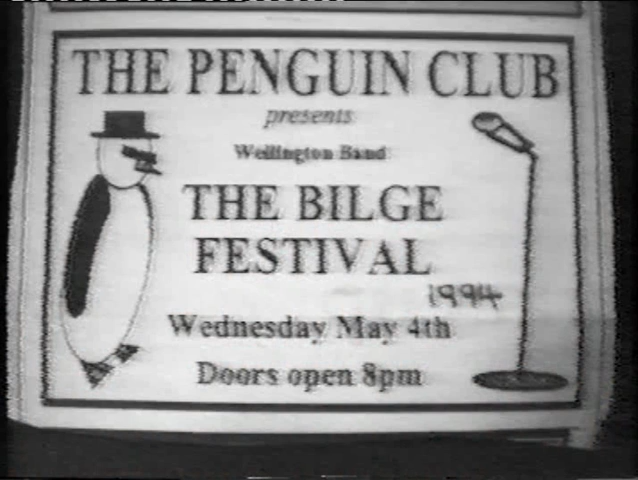 THE PENGUIN CLUB
presents
Wellington Band
THE BILGE
FESTIVAL
1994
Wednesday May 4th
Doors open 8pm